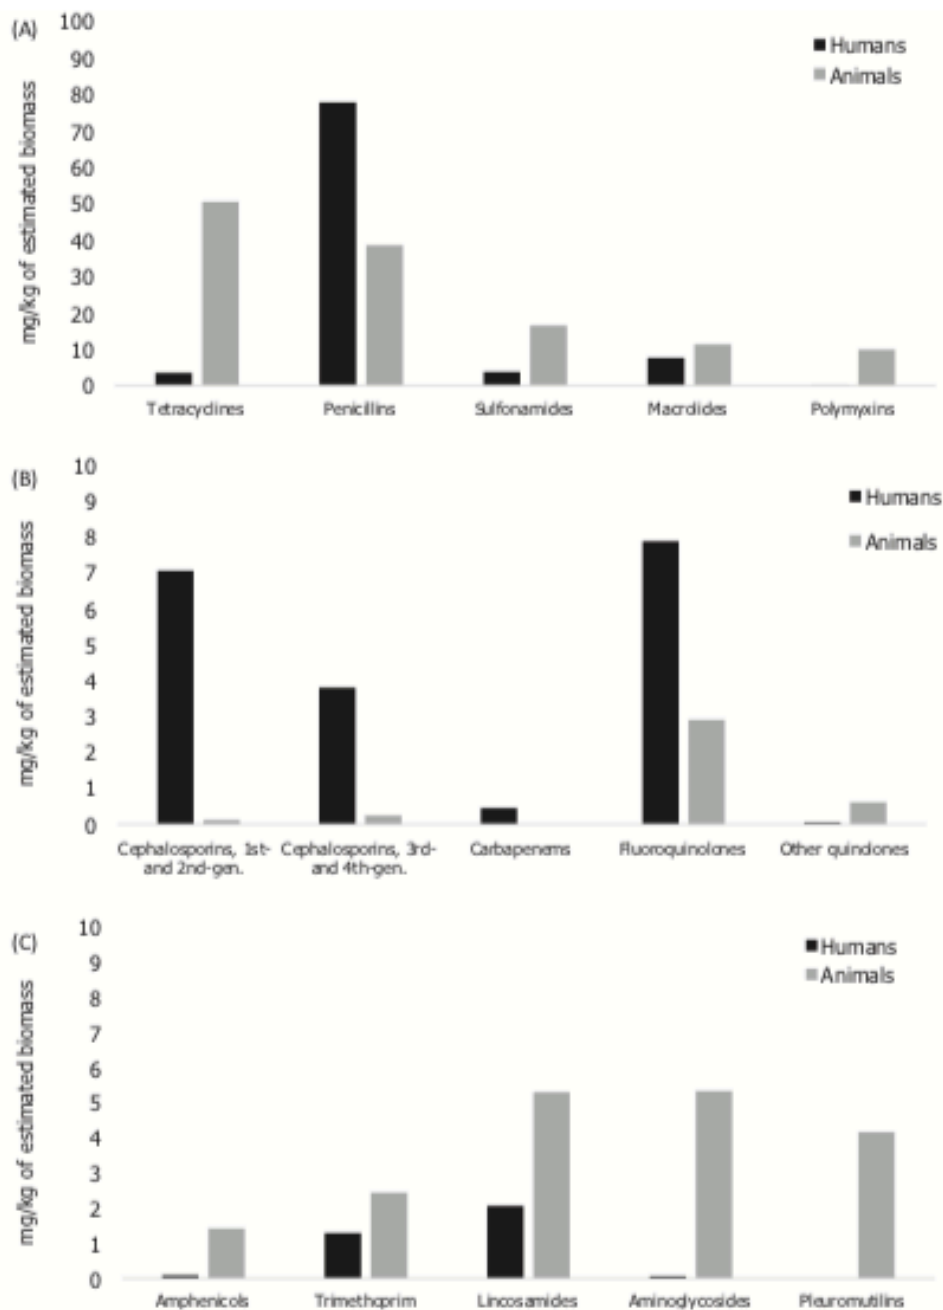 (A)
mg/kg of estimated biomass
100
90
80
70
60
50
40
30
20
10
0
Humans
Animals
Tetracyclines Penicillins Sulfonamides Macrolides Polymyxins
(B)
mg/kg of estimated biomass
10
9
8
7
6
5
4
3
2
1
0
Humans
Animals
Cephalosporins, 1st- and 2nd-gen. Cephalosporins, 3rd- and 4th-gen. Carbapenems Fluoroquinolones Other quinolones
(C)
mg/kg of estimated biomass
10
9
8
7
6
5
4
3
2
1
0
Humans
Animals
Amphenicols Trimethoprim Lincosamides Aminoglycosides Pleuromutilins